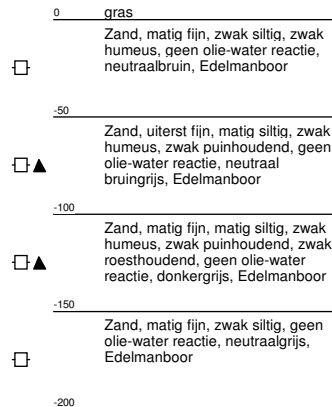 0 gras
Zand, matig fijn, zwak siltig, zwak
humeus, geen olie-water reactie,
neutraalbruin, Edelmanboor
-50
Zand, uiterst fijn, matig siltig, zwak
humeus, zwak puinhoudend, geen
olie-water reactie, neutraal
bruingrijs, Edelmanboor
-100
Zand, matig fijn, matig siltig, zwak
humeus, zwak puinhoudend, zwak
roesthoudend, geen olie-water
reactie, donkergrijs, Edelmanboor
-150
Zand, matig fijn, zwak siltig, geen
olie-water reactie, neutraalgrijs,
Edelmanboor
-200